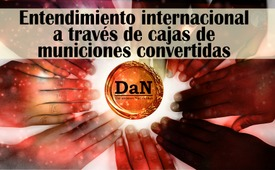 Entendimiento internacional
a través de cajas de
municiones convertidas
DaN